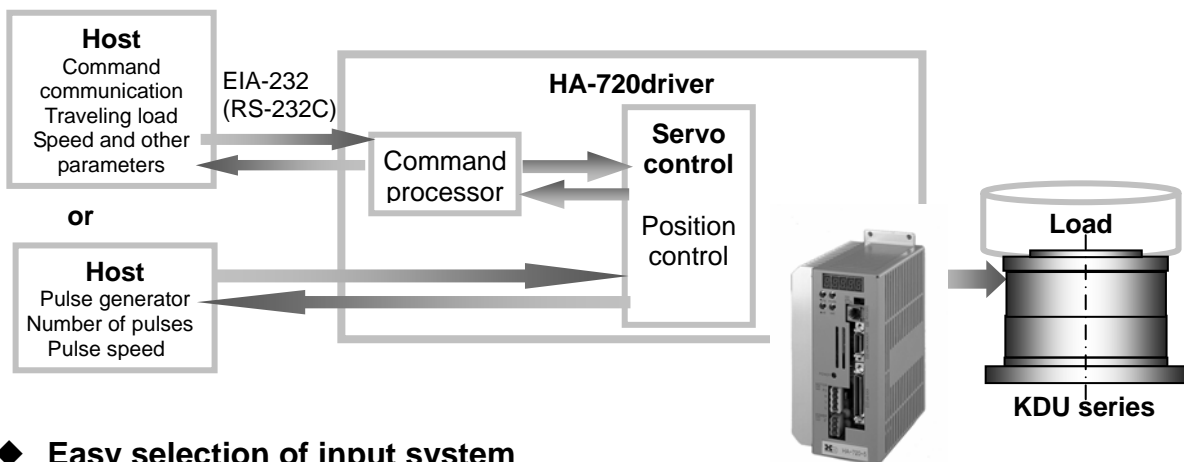 Host
Command
communication
Traveling load
Speed and other
parameters
EIA-232
(RS-232C)
HA-720driver
Command
processor
Servo
control
Position
control
or
Host
Pulse generator
Number of pulses
Pulse speed
Load
KDU series
HA-720-S
◆ Easy selection of input system